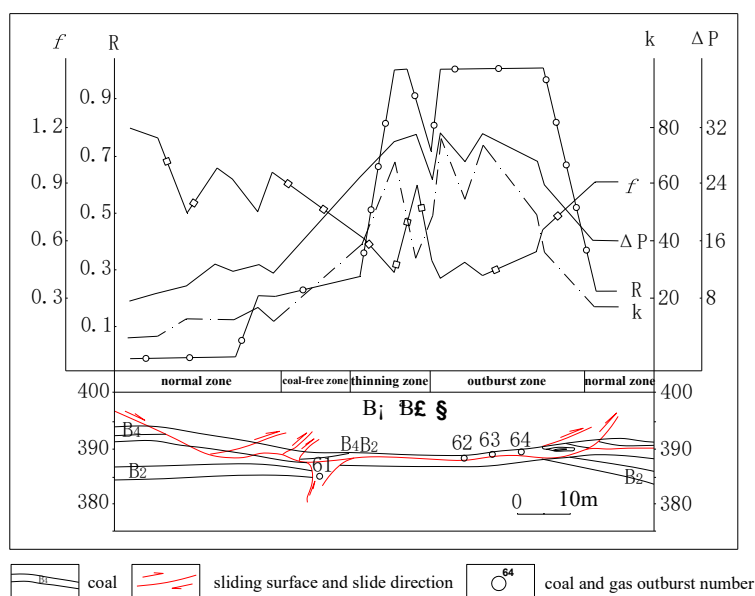 f R k ΔP
0.9
1.2 80 32
0.7
0.9 60 24
f
0.5
0.6 40 16
ΔP
0.3
0.3 20 8
R
k
0.1
normal zone coal-free zone thinning zone outburst zone normal zone
400 400
B¡ B£ §
B4 B4B2 62 63 64
390 390
B2 61 B2
380 0 10m 380
B4 coal sliding surface and slide direction 64 coal and gas outburst number